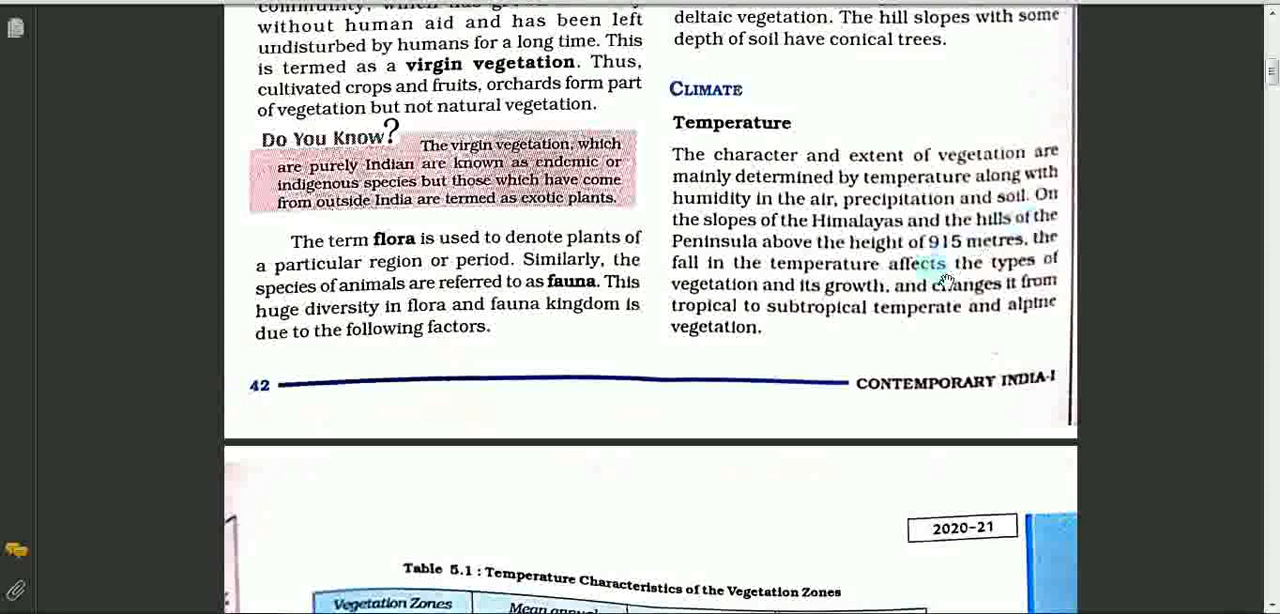 without human aid and has been left
undisturbed by humans for a long time. This
is termed as a virgin vegetation. Thus,
cultivated crops and fruits, orchards form part
of vegetation but not natural vegetation.
Do You Know?
The virgin vegetation, which
are purely Indian are known as endemic or
indigenous species but those which have come
from outside India are termed as exotic plants.
The term flora is used to denote plants of
a particular region or period. Similarly, the
species of animals are referred to as fauna. This
huge diversity in flora and fauna kingdom is
due to the following factors.
deltaic vegetation. The hill slopes with some
depth of soil have conical trees.
CLIMATE
Temperature
The character and extent of vegetation are
mainly determined by temperature along with
humidity in the air, precipitation and soil. On
the slopes of the Himalayas and the hills of the
Peninsula above the height of 915 metres, the
fall in the temperature affects the types of
vegetation and its growth, and changes it from
tropical to subtropical temperate and alpine
vegetation.
42
CONTEMPORARY INDIA-I
2020-21
Table 5.1 : Temperature Characteristics of the Vegetation Zones
Vegetation Zones
Mean annual